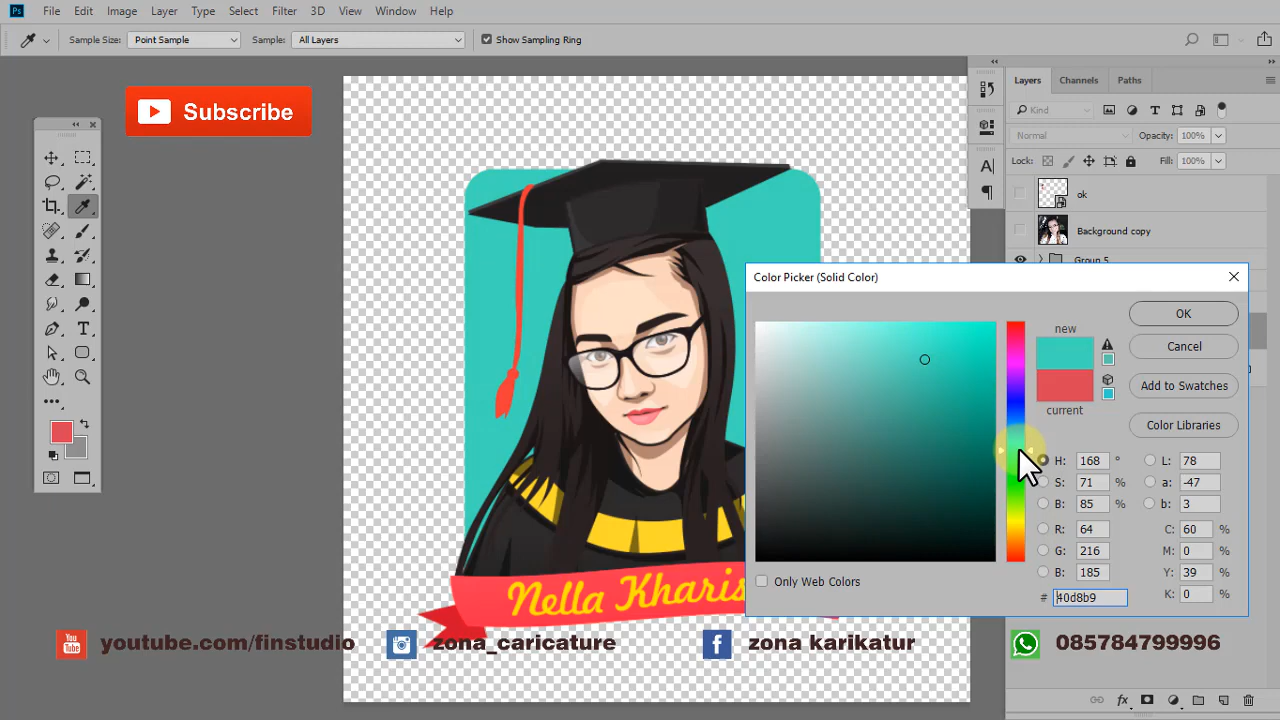 Ps File Edit Image Layer Type Select Filter 3D View Window Help
Sample Size: Point Sample Sample: All Layers Show Sampling Ring
Subscribe
Layers Channels Paths
Kind
Normal Opacity: 100%
Lock: Fill: 100%
ok
Background copy
Group 5
Color Picker (Solid Color)
new
current
OK
Cancel
Add to Swatches
Color Libraries
H: 168 °
S: 71 %
B: 85 %
R: 64
G: 216
B: 185
L: 78
a: -47
b: 3
C: 60 %
M: 0 %
Y: 39 %
K: 0 %
Only Web Colors
# 40d8b9
Nella Kharis
You Tube youtube.com/finstudio zona_caricature zona karikatur 085784799996